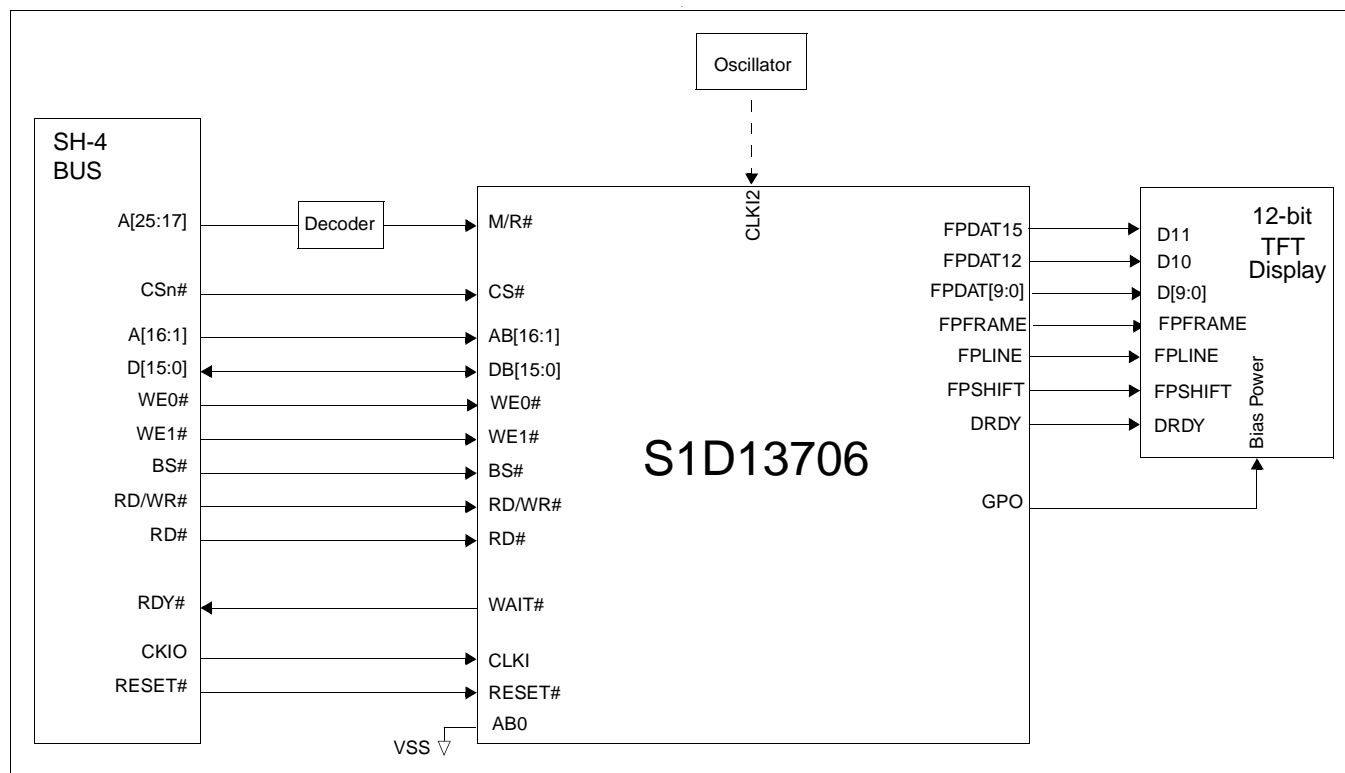 Oscillator
SH-4
BUS
A[25:17]
Decoder
M/R#
CLKI2
CSn#
CS#
A[16:1]
AB[16:1]
D[15:0]
DB[15:0]
WE0#
WE0#
WE1#
WE1#
BS#
BS#
RD/WR#
RD/WR#
RD#
RD#
RDY#
WAIT#
CKIO
CLKI
RESET#
RESET#
AB0
VSS
S1D13706
FPDAT15
D11
FPDAT12
D10
FPDAT[9:0]
D[9:0]
FPFRAME
FPFRAME
FPLINE
FPLINE
FPSHIFT
FPSHIFT
DRDY
DRDY
GPO
12-bit
TFT
Display
Bias Power